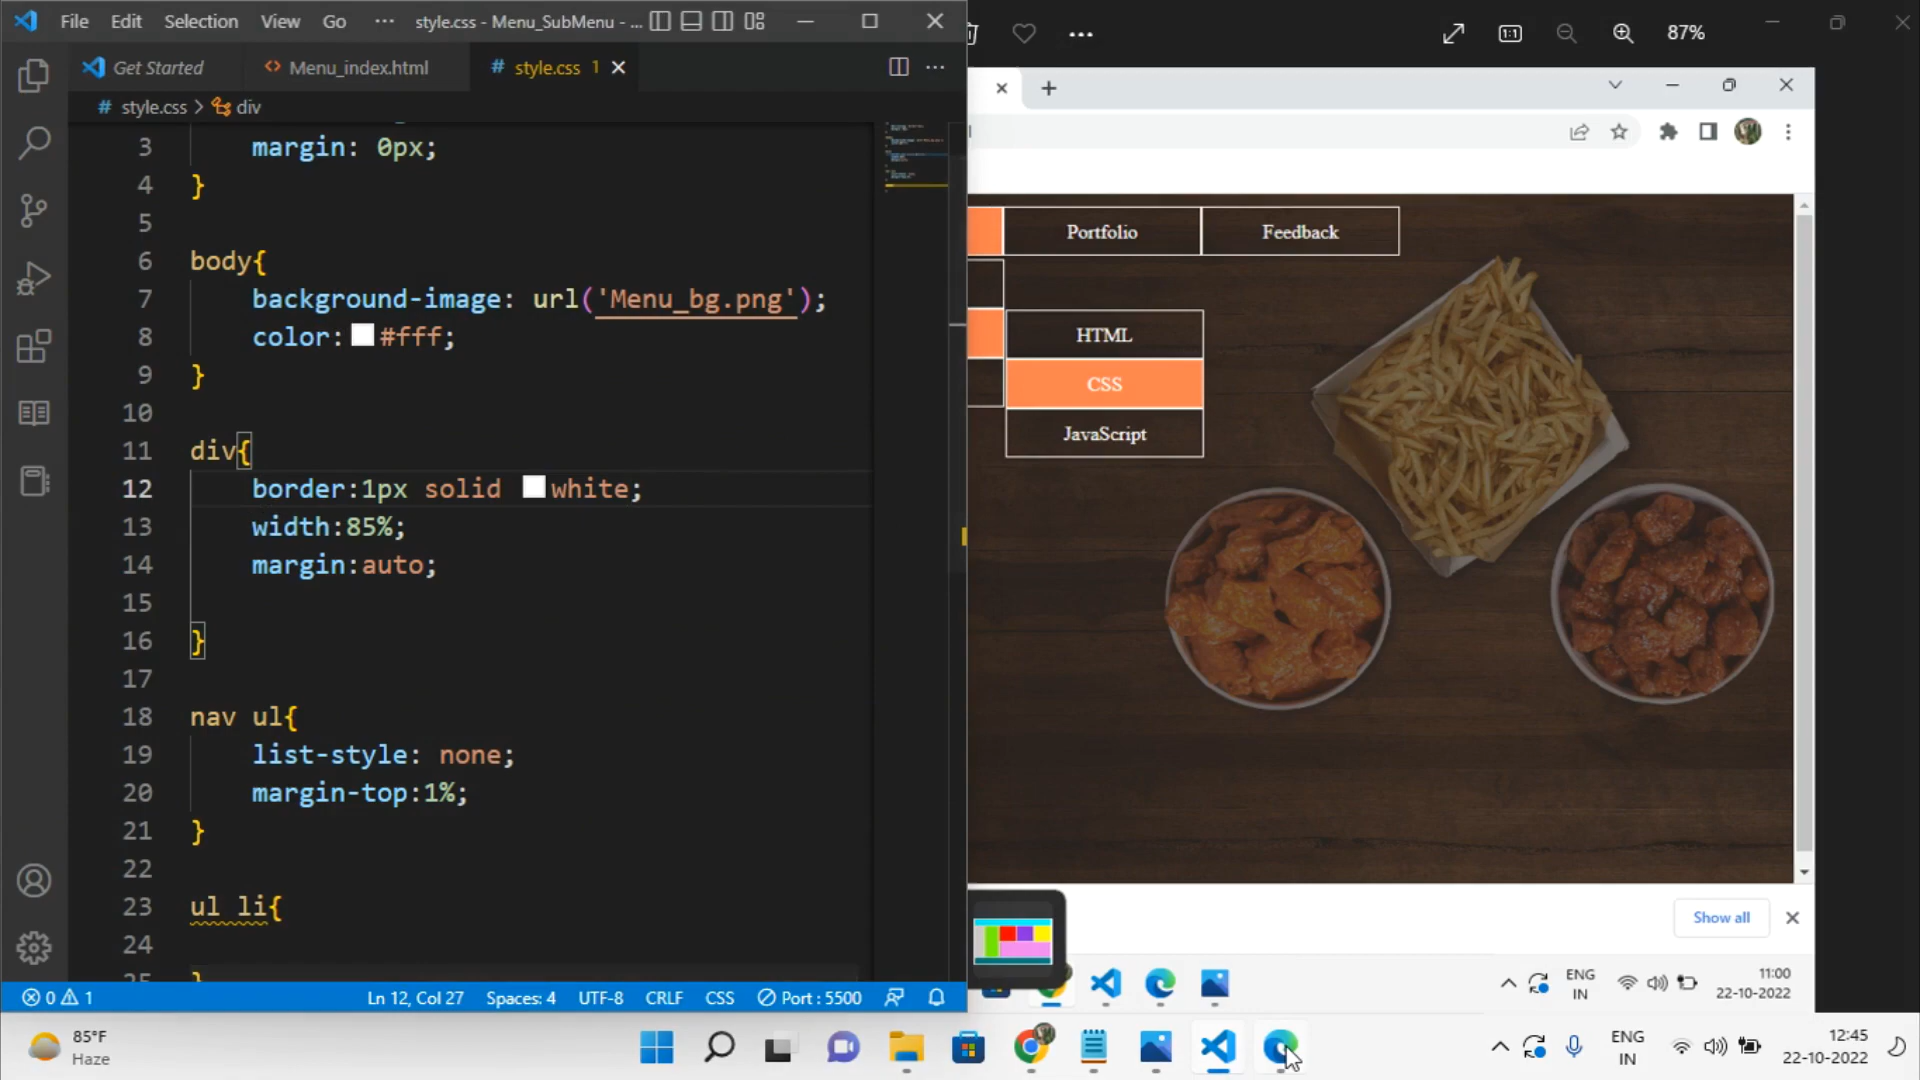 File Edit Selection View Go ··· style.css - Menu_SubMenu - ...
87%
Get Started
Menu_index.html
# style.css 1
# style.css > div
3 margin: 0px;
4 }
5
6 body{
7 background-image: url('Menu_bg.png');
8 color: #fff;
9 }
10
11 div{
12 border:1px solid white;
13 width:85%;
14 margin:auto;
15
16 }
17
18 nav ul{
19 list-style: none;
20 margin-top:1%;
21 }
22
23 ul li{
24
25 }
Portfolio
Feedback
HTML
CSS
JavaScript
Show all
ENG
IN
11:00
22-10-2022
0 1 Ln 12, Col 27 Spaces: 4 UTF-8 CRLF CSS Port : 5500
85°F
Haze
ENG
IN
12:45
22-10-2022